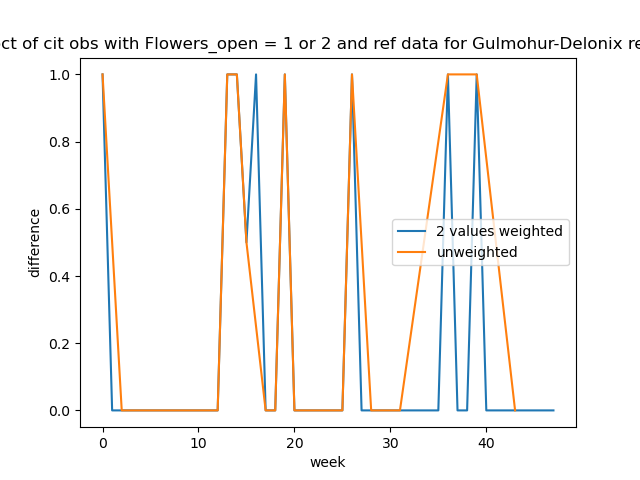 ct of cit obs with Flowers_open = 1 or 2 and ref data for Gulmohur-Delonix re
1.0
0.8
0.6
0.4
0.2
0.0
difference
2 values weighted
unweighted
0 10 20 30 40
week